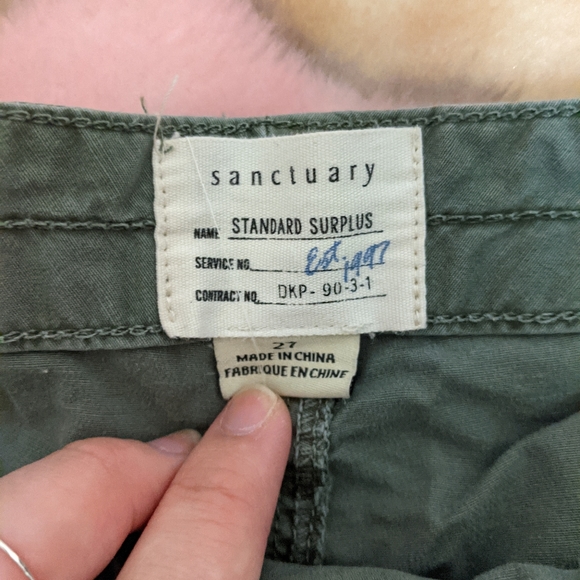 sanctuary
NAME STANDARD SURPLUS
SERVICE NO. Est. 1997
CONTRACT NO. DKP-90-3-1
27
MADE IN CHINA
FABRIQUE EN CHINE